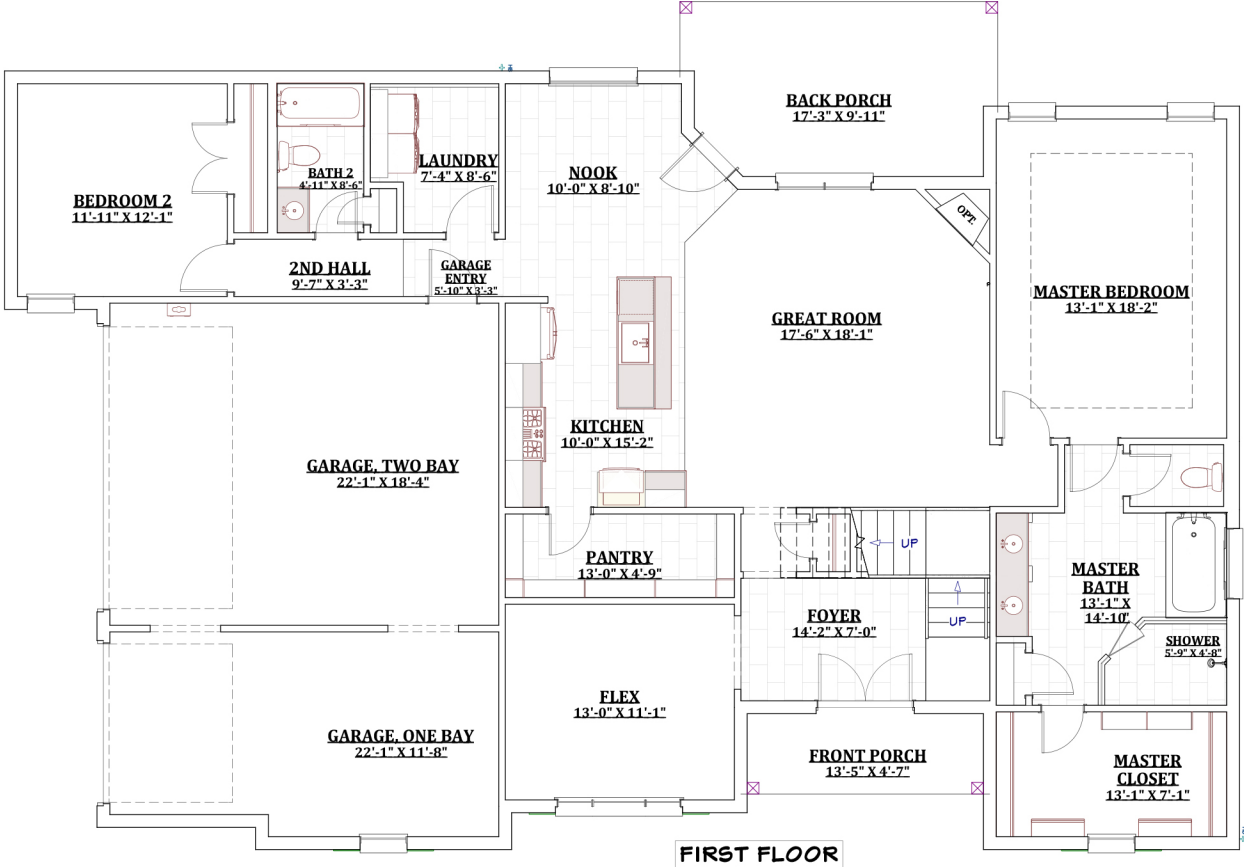 BACK PORCH
17'-3" X 9'-11"
BEDROOM 2
11'-11" X 12'-1"
BATH 2
4'-11" X 8'-6"
LAUNDRY
7'-4" X 8'-6"
NOOK
10'-0" X 8'-10"
OPT.
2ND HALL
9'-7" X 3'-3"
GARAGE
ENTRY
5'-10" X 3'-3"
GREAT ROOM
17'-6" X 18'-1"
MASTER BEDROOM
13'-1" X 18'-2"
KITCHEN
10'-0" X 15'-2"
GARAGE, TWO BAY
22'-1" X 18'-4"
PANTRY
13'-0" X 4'-9"
UP
UP
FOYER
14'-2" X 7'-0"
MASTER
BATH
13'-1" X
14'-10"
SHOWER
5'-9" X 4'-8"
FLEX
13'-0" X 11'-1"
GARAGE, ONE BAY
22'-1" X 11'-8"
FRONT PORCH
13'-5" X 4'-7"
MASTER
CLOSET
13'-1" X 7'-1"
FIRST FLOOR